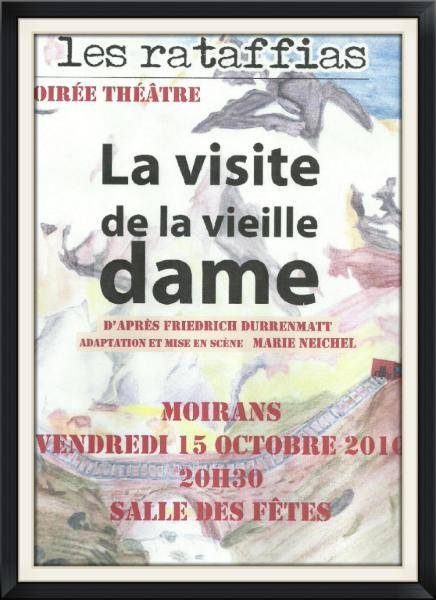 les rataffias
OIRÉE THÉÂTRE
La visite
de la vieille
dame
D'APRÈS FRIEDRICH DURRENMATT
ADAPTATION ET MISE EN SCÈNE MARIE NEICHEL
MOIRANS
VENDREDI 15 OCTOBRE 2010
20H30
SALLE DES FÊTES